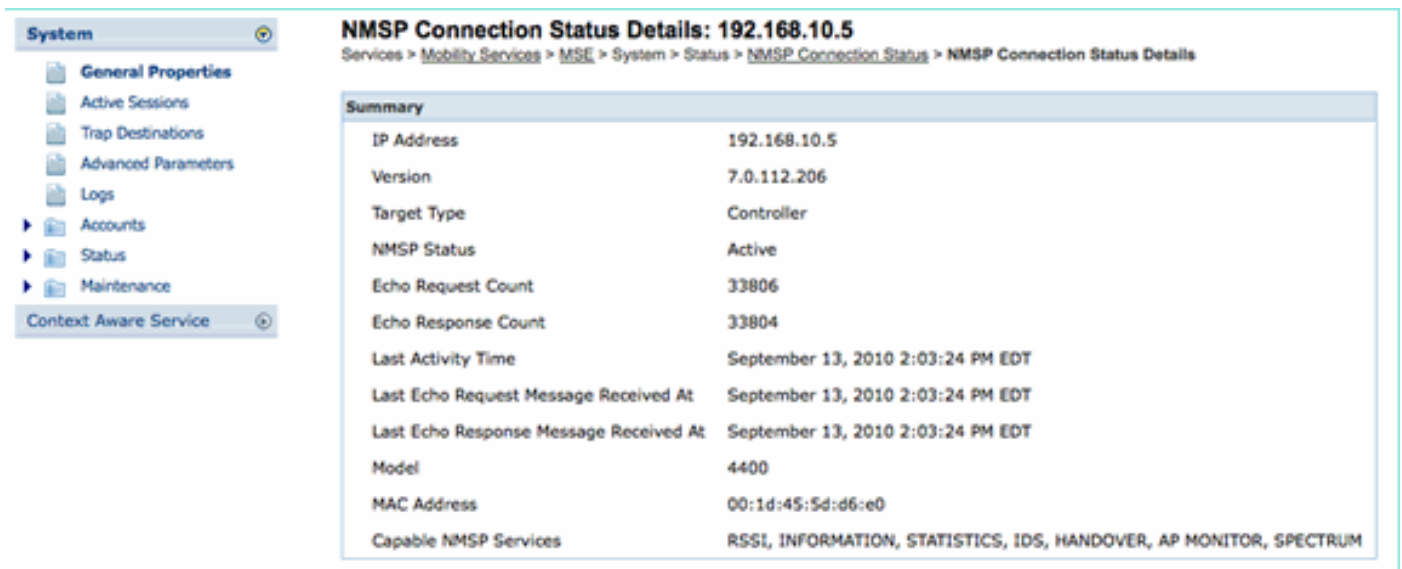 System
General Properties
Active Sessions
Trap Destinations
Advanced Parameters
Logs
Accounts
Status
Maintenance
Context Aware Service
NMSP Connection Status Details: 192.168.10.5
Services > Mobility Services > MSE > System > Status > NMSP Connection Status > NMSP Connection Status Details
Summary
IP Address 192.168.10.5
Version 7.0.112.206
Target Type Controller
NMSP Status Active
Echo Request Count 33806
Echo Response Count 33804
Last Activity Time September 13, 2010 2:03:24 PM EDT
Last Echo Request Message Received At September 13, 2010 2:03:24 PM EDT
Last Echo Response Message Received At September 13, 2010 2:03:24 PM EDT
Model 4400
MAC Address 00:1d:45:5d:d6:e0
Capable NMSP Services RSSI, INFORMATION, STATISTICS, IDS, HANDOVER, AP MONITOR, SPECTRUM